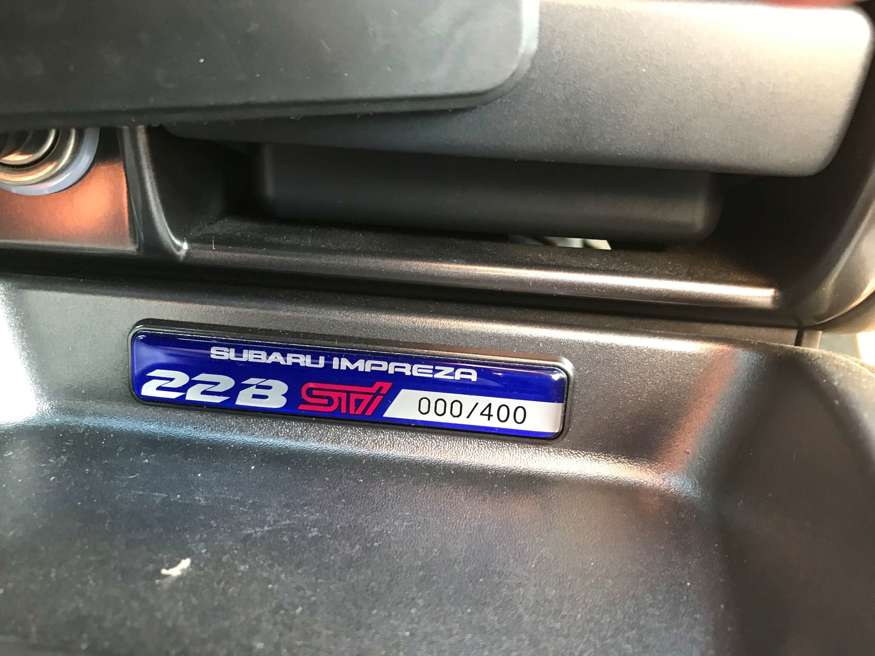 SUBARU IMPREZA
22B STi 000/400